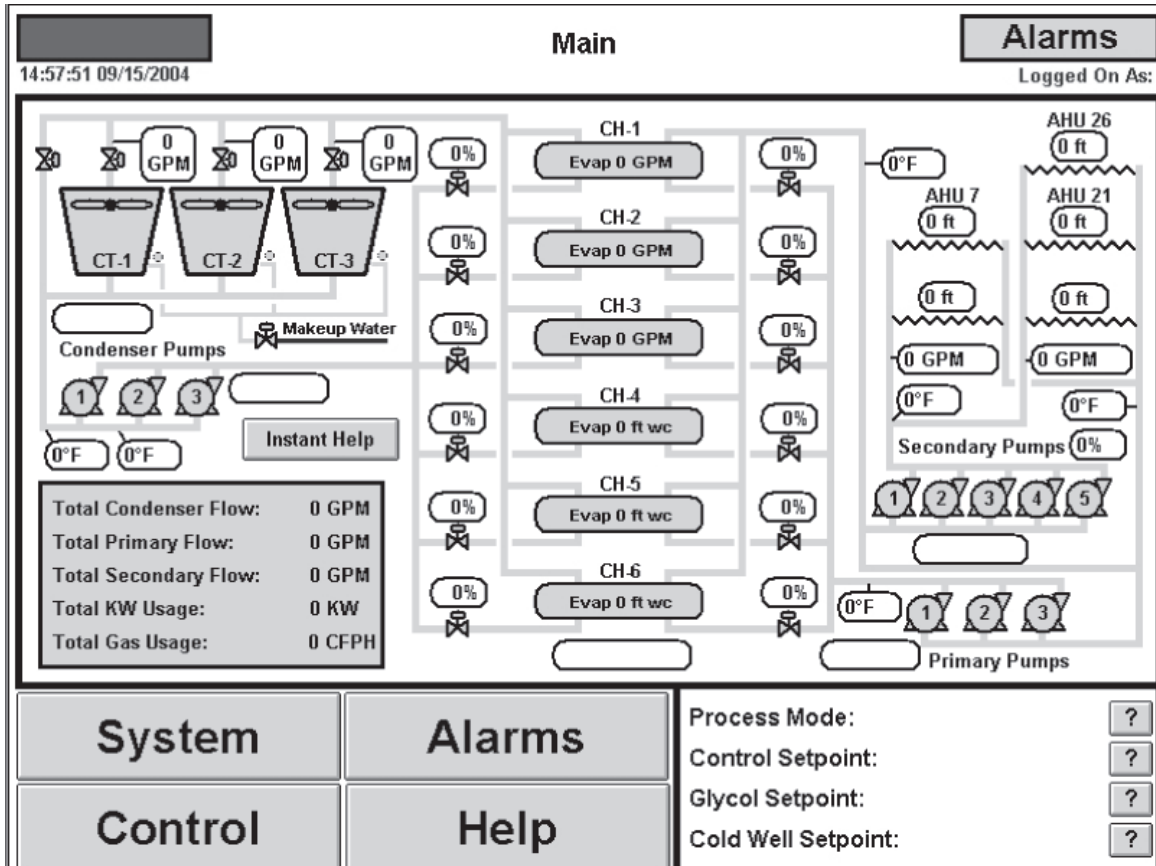 Main
Alarms
14:57:51 09/15/2004
Logged On As:
0 GPM
0 GPM
0 GPM
CT-1
CT-2
CT-3
Makeup Water
Condenser Pumps
1
2
3
0°F
0°F
Instant Help
Total Condenser Flow: 0 GPM
Total Primary Flow: 0 GPM
Total Secondary Flow: 0 GPM
Total KW Usage: 0 KW
Total Gas Usage: 0 CFPH
CH-1
0% Evap 0 GPM 0%
CH-2
0% Evap 0 GPM 0%
CH-3
0% Evap 0 GPM 0%
CH-4
0% Evap 0 ft wc 0%
CH-5
0% Evap 0 ft wc 0%
CH-6
0% Evap 0 ft wc 0%
0°F
AHU 26
0 ft
AHU 7
0 ft
AHU 21
0 ft
0 ft
0 ft
0 GPM
0 GPM
0°F
0°F
Secondary Pumps 0%
1 2 3 4 5
0°F
1 2 3
Primary Pumps
System
Alarms
Control
Help
Process Mode: ?
Control Setpoint: ?
Glycol Setpoint: ?
Cold Well Setpoint: ?